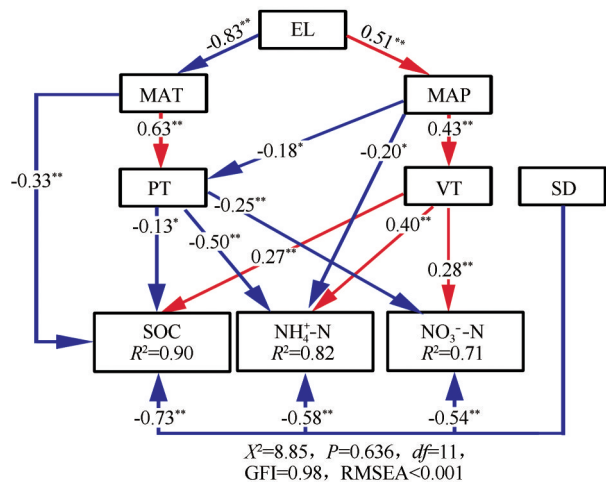 EL
-0.83**
0.51**
MAT
MAP
0.63**
0.43**
-0.18*
-0.20*
-0.33**
PT
VT
SD
-0.25**
-0.13*
-0.50**
0.40**
0.27**
0.28**
SOC
R²=0.90
NH₄⁺-N
R²=0.82
NO₃⁻-N
R²=0.71
-0.73**
-0.58**
-0.54**
X²=8.85, P=0.636, df=11,
GFI=0.98, RMSEA<0.001